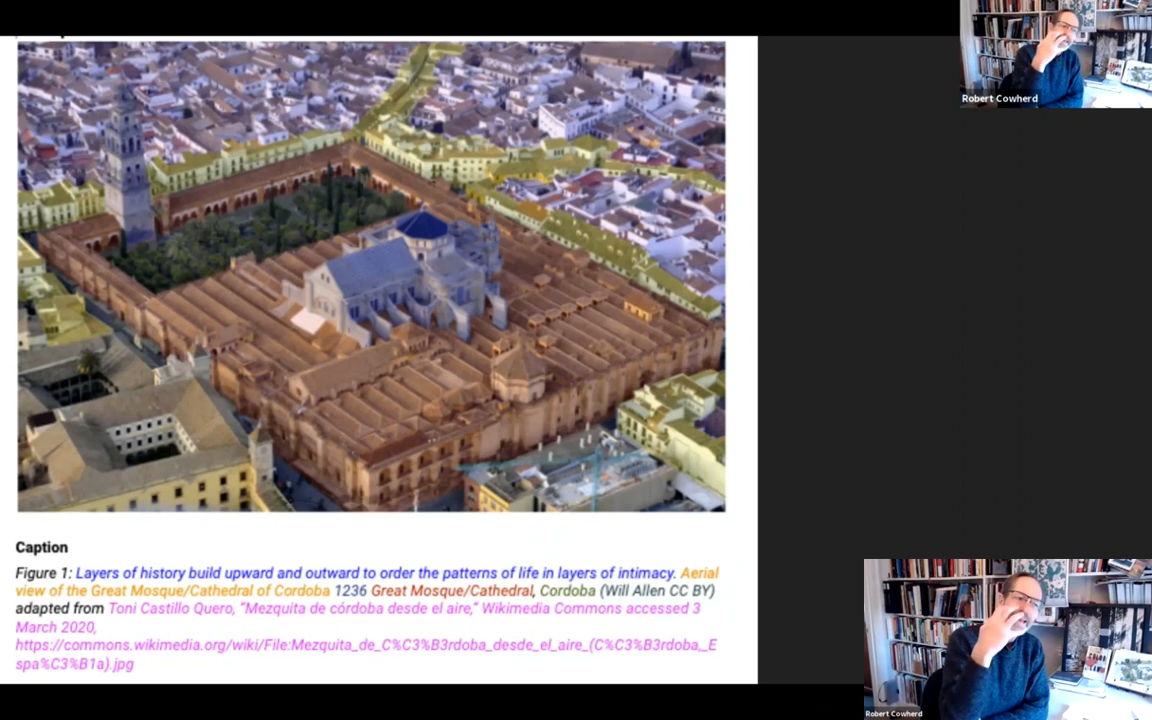 Robert Cowherd
Caption
Figure 1: Layers of history build upward and outward to order the patterns of life in layers of intimacy. Aerial
view of the Great Mosque/Cathedral of Cordoba 1236 Great Mosque/Cathedral, Cordoba (Will Allen CC BY)
adapted from Toni Castillo Quero, “Mezquita de córdoba desde el aire,” Wikimedia Commons accessed 3
March 2020,
https://commons.wikimedia.org/wiki/File:Mezquita_de_C%C3%B3rdoba_desde_el_aire_(C%C3%B3rdoba,_E
spa%C3%B1a).jpg
Robert Cowherd